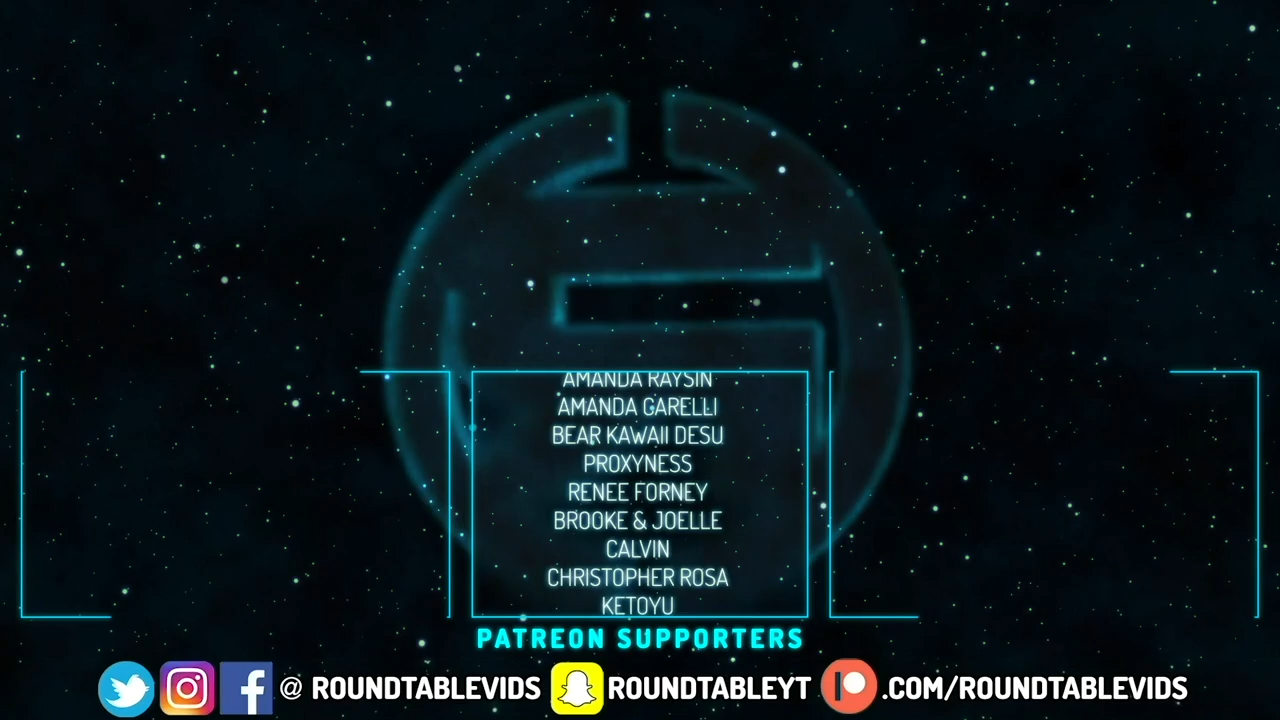 AMANDA RAYSIN
AMANDA GARELLI
BEAR KAWAII DESU
PROXYNESS
RENEE FORNEY
BROOKE & JOELLE
CALVIN
CHRISTOPHER ROSA
KETOYU
PATREON SUPPORTERS
@ ROUNDTABLEVIDS ROUNDTABLEYT .COM/ROUNDTABLEVIDS